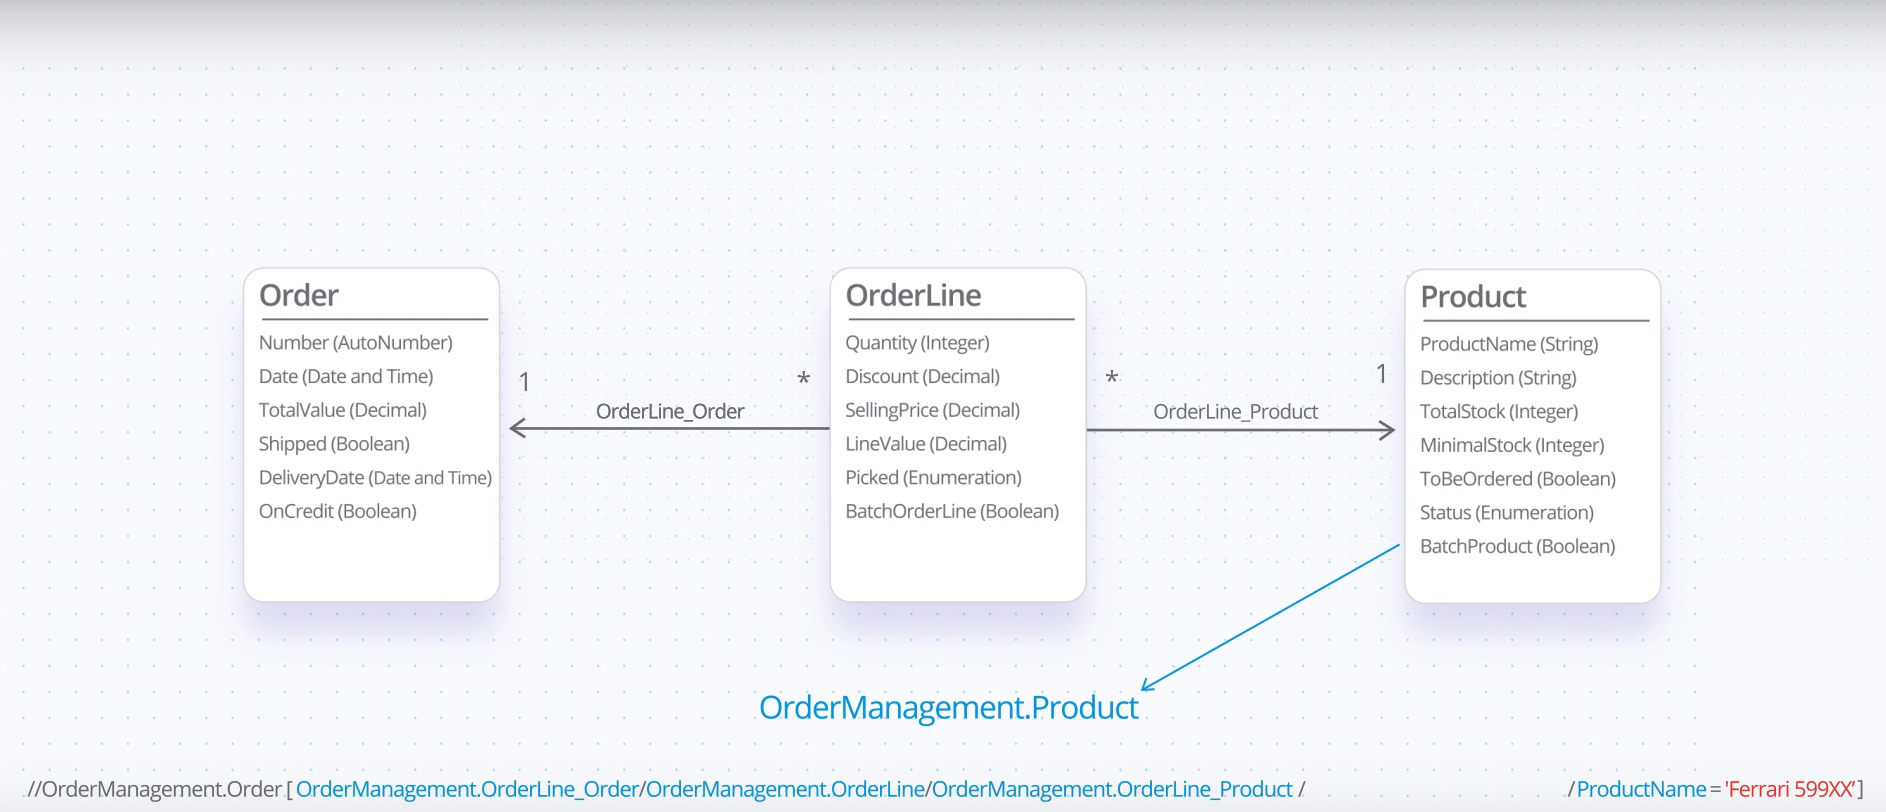 Order
Number (AutoNumber)
Date (Date and Time)
TotalValue (Decimal)
Shipped (Boolean)
DeliveryDate (Date and Time)
OnCredit (Boolean)
1
*
OrderLine_Order
OrderLine
Quantity (Integer)
Discount (Decimal)
SellingPrice (Decimal)
LineValue (Decimal)
Picked (Enumeration)
BatchOrderLine (Boolean)
*
1
OrderLine_Product
Product
ProductName (String)
Description (String)
TotalStock (Integer)
MinimalStock (Integer)
ToBeOrdered (Boolean)
Status (Enumeration)
BatchProduct (Boolean)
OrderManagement.Product
//OrderManagement.Order [ OrderManagement.OrderLine_Order/OrderManagement.OrderLine/OrderManagement.OrderLine_Product / /ProductName = 'Ferrari 599XX' ]